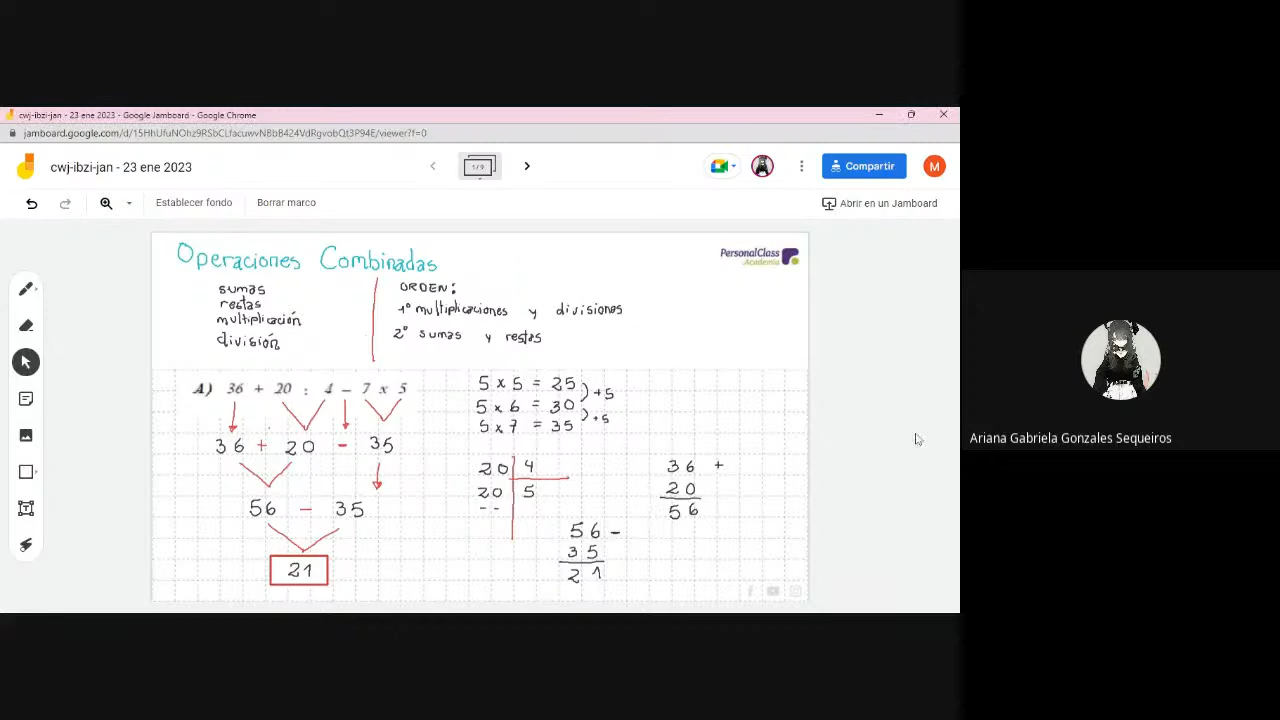 cwj-ibzi-jan - 23 ene 2023 - Google Jamboard - Google Chrome
jamboard.google.com/d/15HhUfuNOhz9RSbCLfacuwvNBbB424VdRgvobQt3P94E/viewer?f=0
cwj-ibzi-jan - 23 ene 2023
1 / 9
Compartir
M
Establecer fondo
Borrar marco
Abrir en un Jamboard
Operaciones Combinadas
PersonalClass
Academia
sumas
restas
multiplicación
división
ORDEN:
1º multiplicaciones y divisiones
2º sumas y restas
A) 36 + 20 : 4 - 7 x 5
36 + 20 - 35
56 - 35
21
5 x 5 = 25
5 x 6 = 30
5 x 7 = 35
+5
+5
20 4
20 5
--
36 +
20
56
56 -
35
21
Ariana Gabriela Gonzales Sequeiros